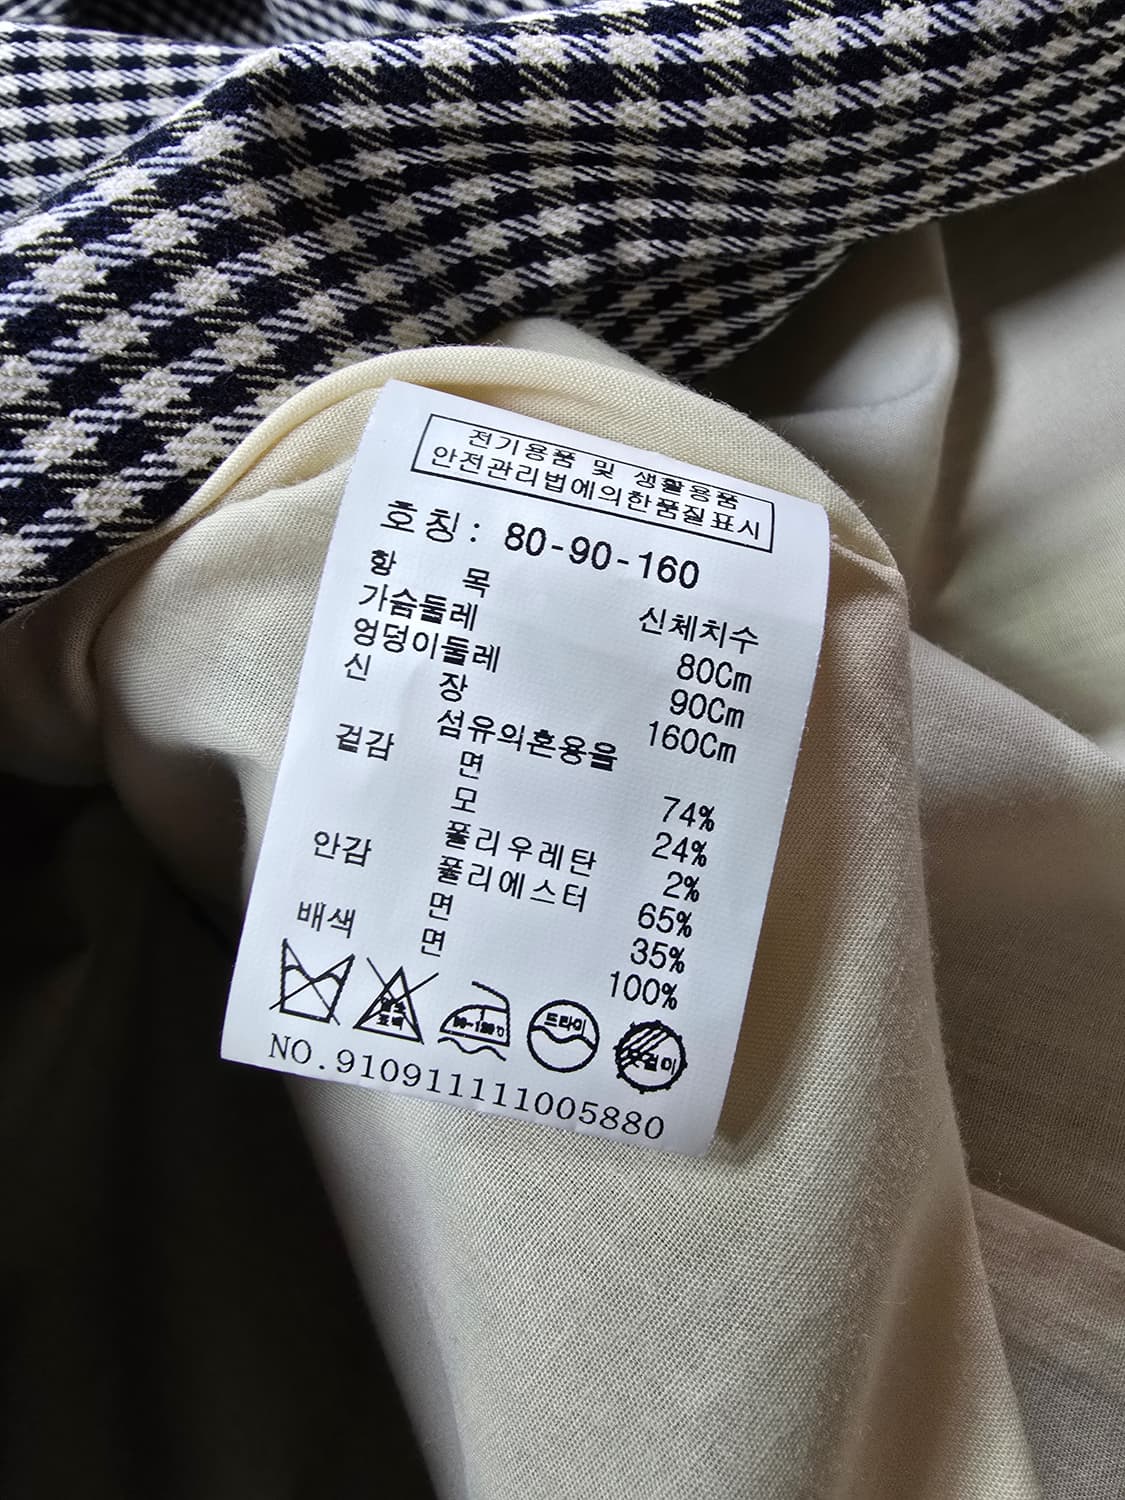 전기용품 및 생활용품
안전관리법에의한품질표시
호칭: 80-90-160
항 목 신체치수
가슴둘레 80Cm
엉덩이둘레 90Cm
신 장 160Cm
섬유의혼용율
겉감 면 74%
모 24%
폴리우레탄 2%
안감 폴리에스터 65%
면 35%
배색 면 100%
염소
표백
드라이
NO.910911111005880